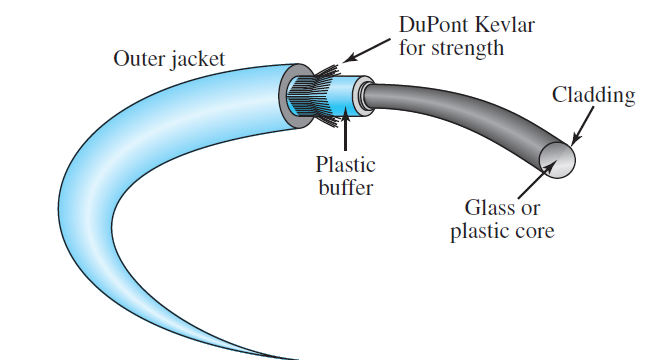 DuPont Kevlar
for strength
Outer jacket
Cladding
Plastic
buffer
Glass or
plastic core